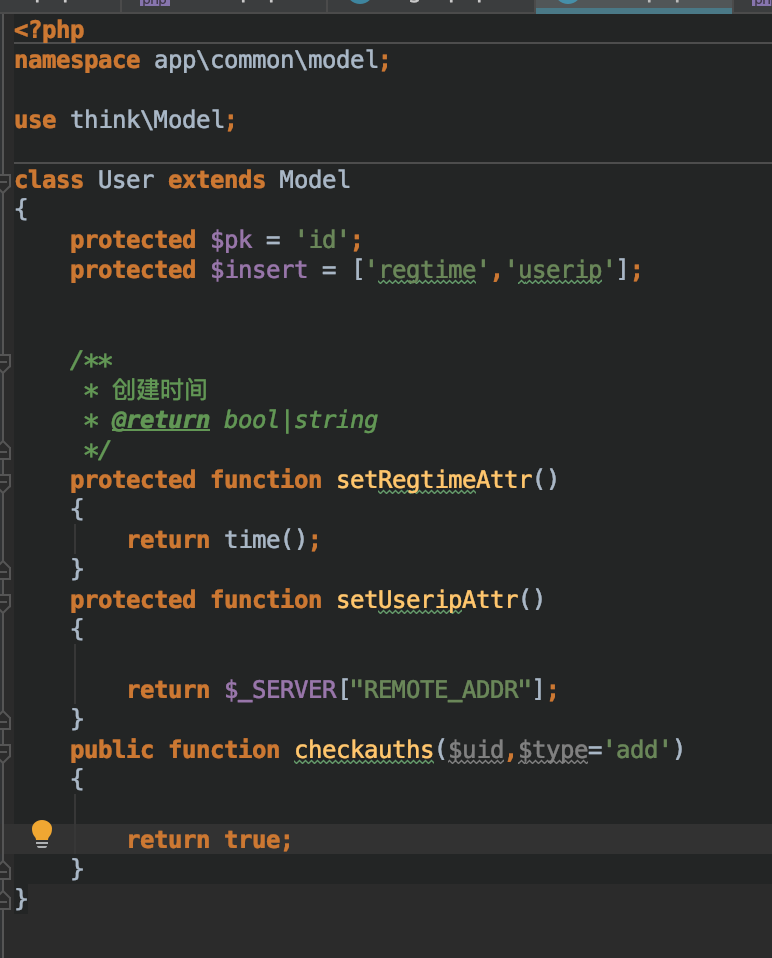 <?php
namespace app\common\model;
use think\Model;
class User extends Model
{
    protected $pk = 'id';
    protected $insert = ['regtime','userip'];
    /**
     * 创建时间
     * @return bool|string
     */
    protected function setRegtimeAttr()
    {
        return time();
    }
    protected function setUseripAttr()
    {
        return $_SERVER["REMOTE_ADDR"];
    }
    public function checkauths($uid,$type='add')
    {
        return true;
    }
}